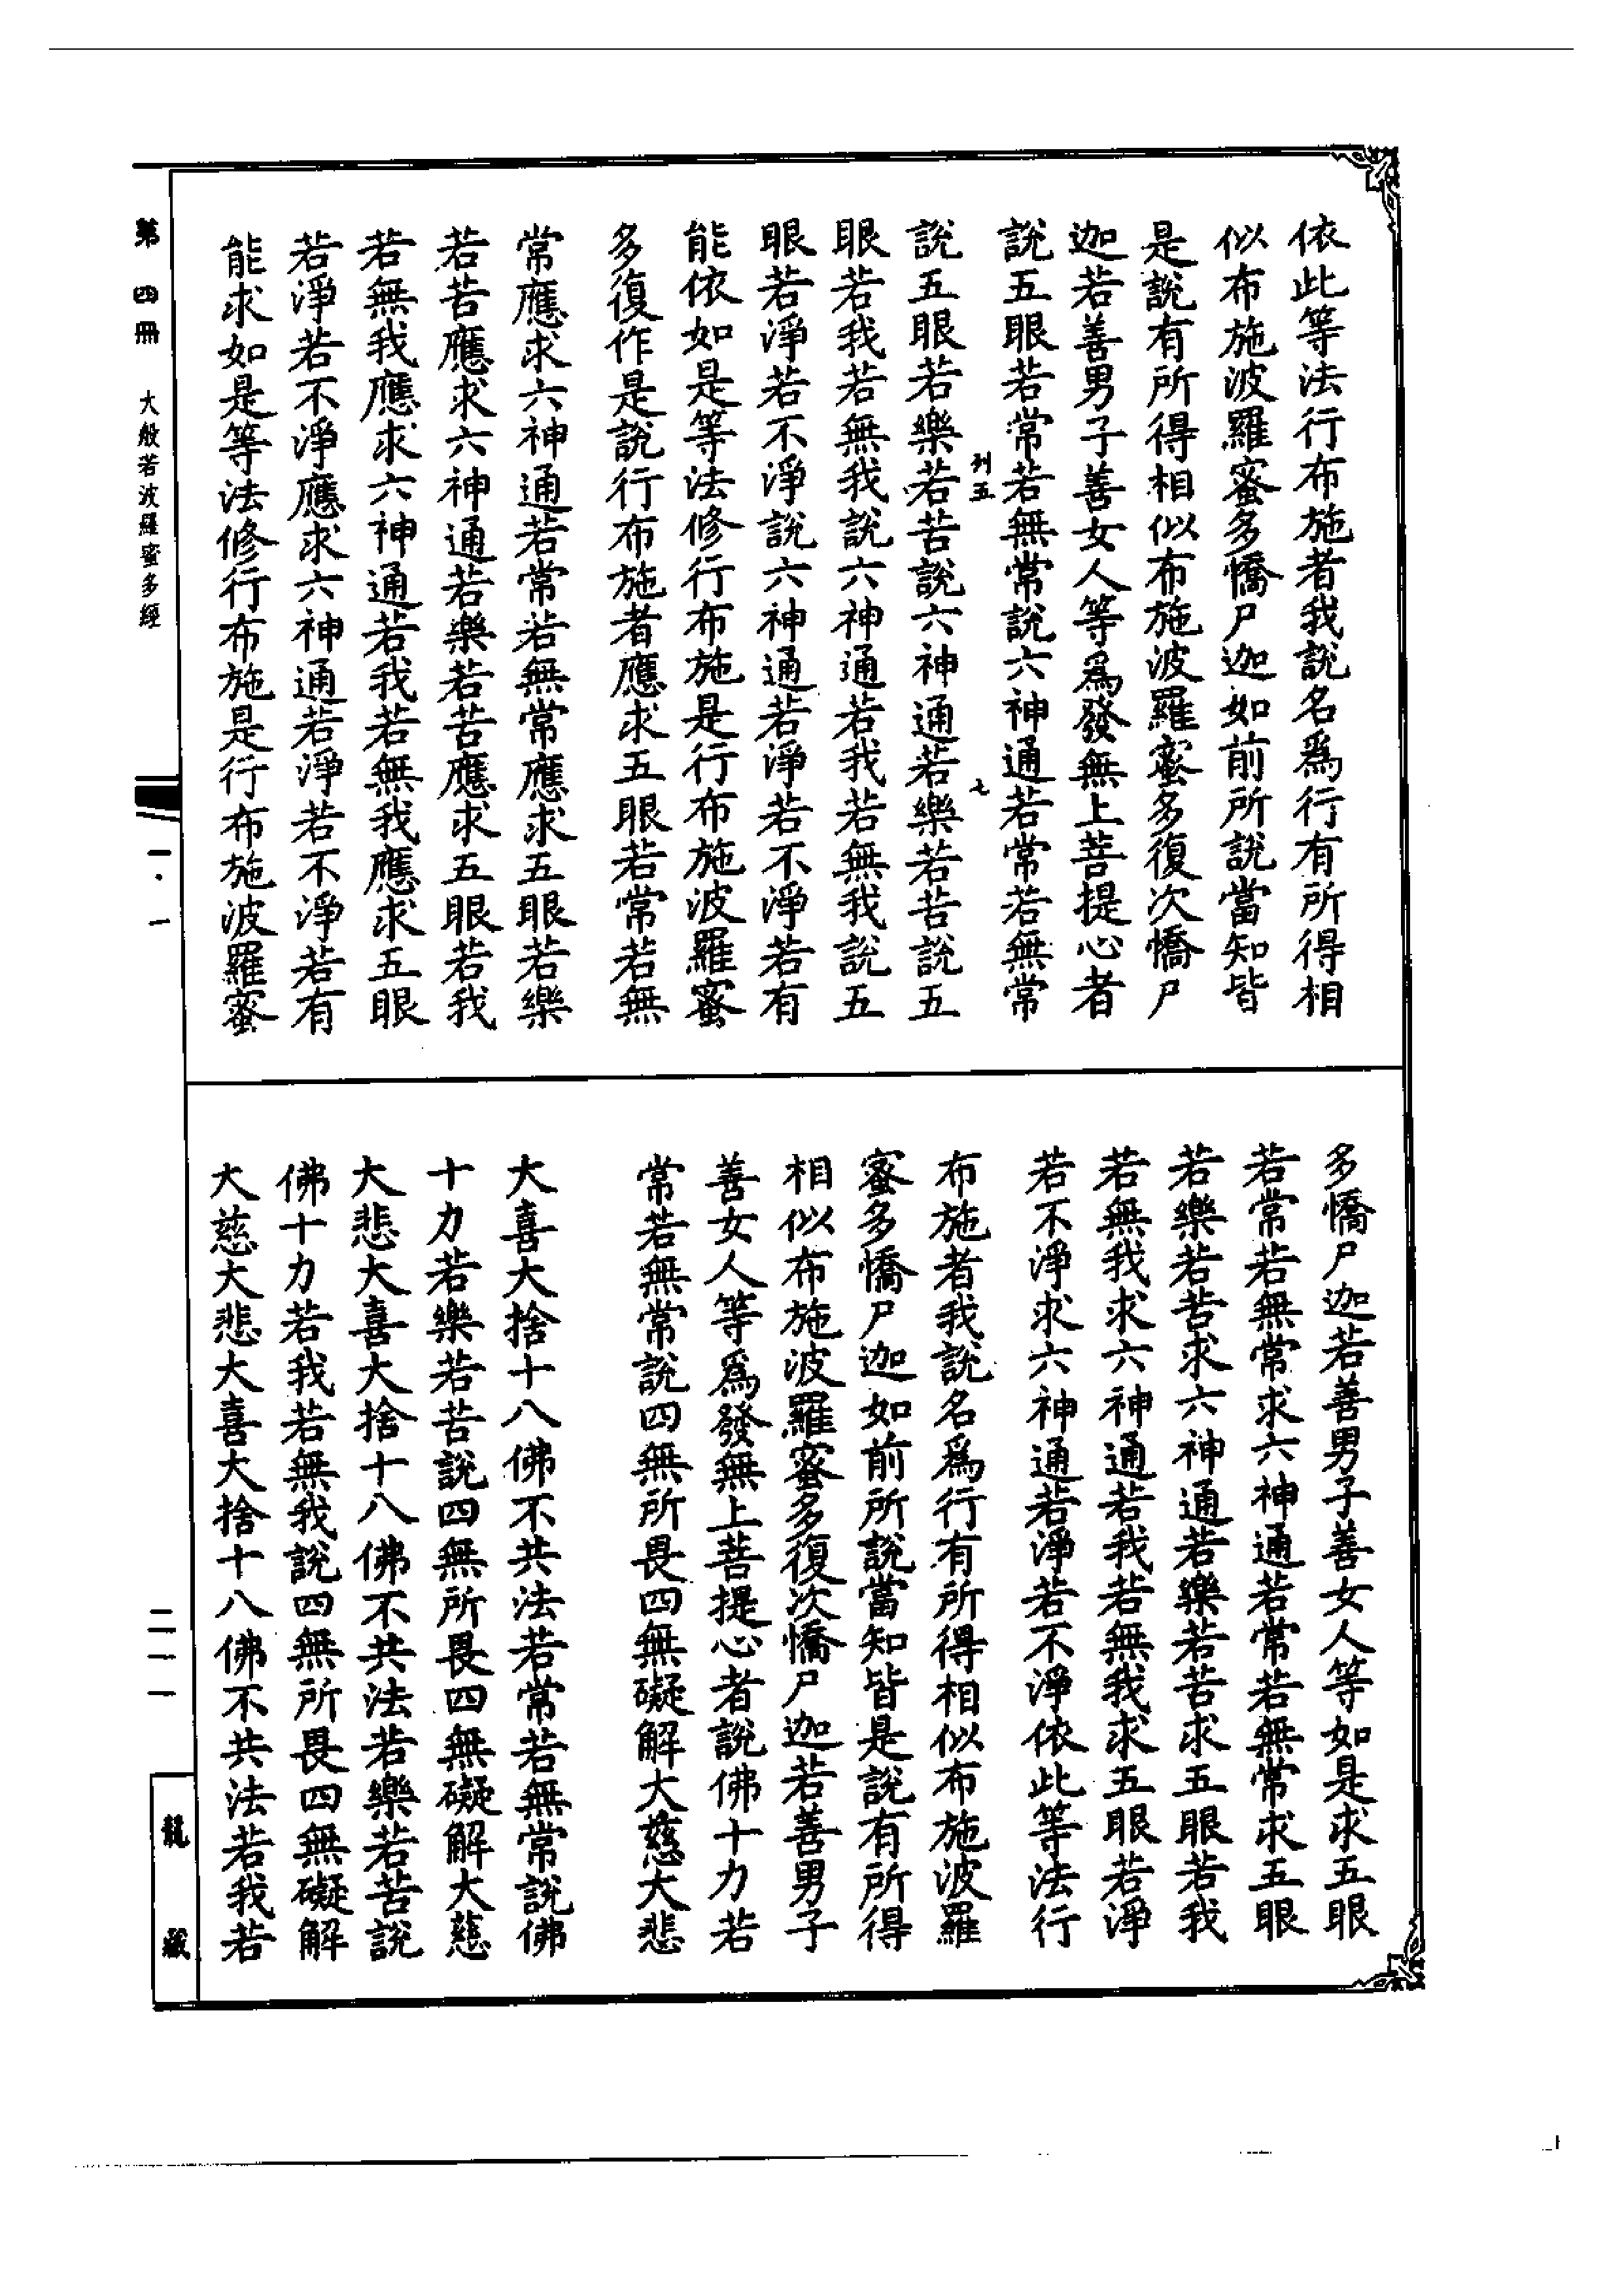 依此等法行布施者我說名爲行有所得相
似布施波羅蜜多憍尸迦如前所說當知皆
是說有所得相似布施波羅蜜多復次憍尸
迦若善男子善女人等爲發無上菩提心者
說五眼若常若無常說六神通若常若無常
列五 七
說五眼若樂若苦說六神通若樂若苦說五
眼若我若無我說六神通若我若無我說五
眼若淨若不淨說六神通若淨若不淨若有
能依如是等法修行布施是行布施波羅蜜
多復作是說行布施者應求五眼若常若無
常應求六神通若常若無常應求五眼若樂
若苦應求六神通若樂若苦應求五眼若我
若無我應求六神通若我若無我應求五眼
若淨若不淨應求六神通若淨若不淨若有
能求如是等法修行布施是行布施波羅蜜
多憍尸迦若善男子善女人等如是求五眼
若常若無常求六神通若常若無常求五眼
若樂若苦求六神通若樂若苦求五眼若我
若無我求六神通若我若無我求五眼若淨
若不淨求六神通若淨若不淨依此等法行
布施者我說名爲行有所得相似布施波羅
蜜多憍尸迦如前所說當知皆是說有所得
相似布施波羅蜜多復次憍尸迦若善男子
善女人等爲發無上菩提心者說佛十力若
常若無常說四無所畏四無礙解大慈大悲
大喜大捨十八佛不共法若常若無常說佛
十力若樂若苦說四無所畏四無礙解大慈
大悲大喜大捨十八佛不共法若樂若苦說
佛十力若我若無我說四無所畏四無礙解
大慈大悲大喜大捨十八佛不共法若我若
第四冊 大般若波羅蜜多經
一·一
二一一
龍藏